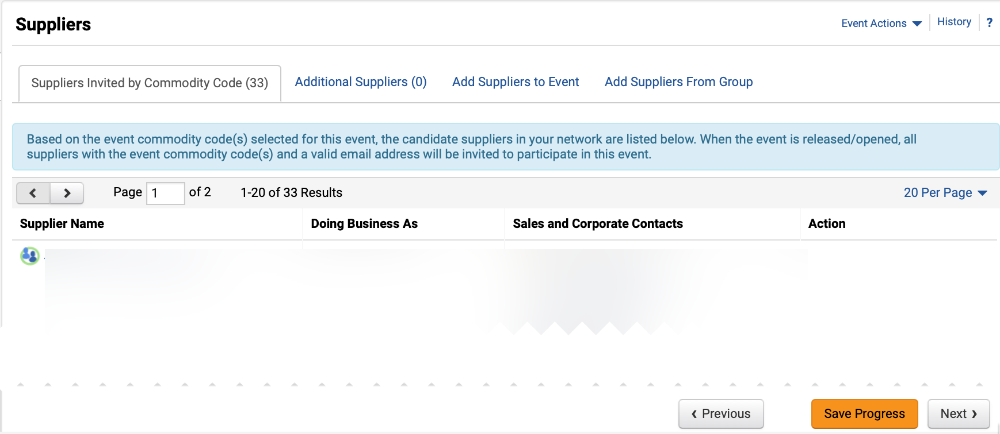 Suppliers
Event Actions
History
?
Suppliers Invited by Commodity Code (33)
Additional Suppliers (0)
Add Suppliers to Event
Add Suppliers From Group
Based on the event commodity code(s) selected for this event, the candidate suppliers in your network are listed below. When the event is released/opened, all
suppliers with the event commodity code(s) and a valid email address will be invited to participate in this event.
Page 1 of 2
1-20 of 33 Results
20 Per Page
Supplier Name
Doing Business As
Sales and Corporate Contacts
Action
‹ Previous
Save Progress
Next ›